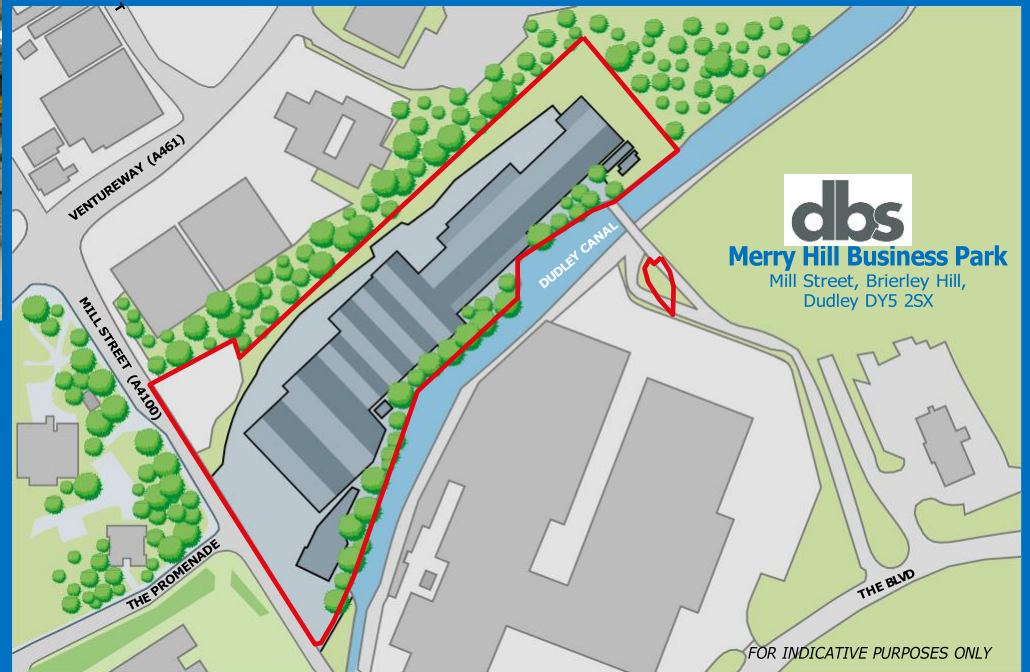 T
VENTUREWAY (A461)
MILL STREET (A4100)
THE PROMENADE
DUDLEY CANAL
dbs
Merry Hill Business Park
Mill Street, Brierley Hill,
Dudley DY5 2SX
THE BLVD
FOR INDICATIVE PURPOSES ONLY